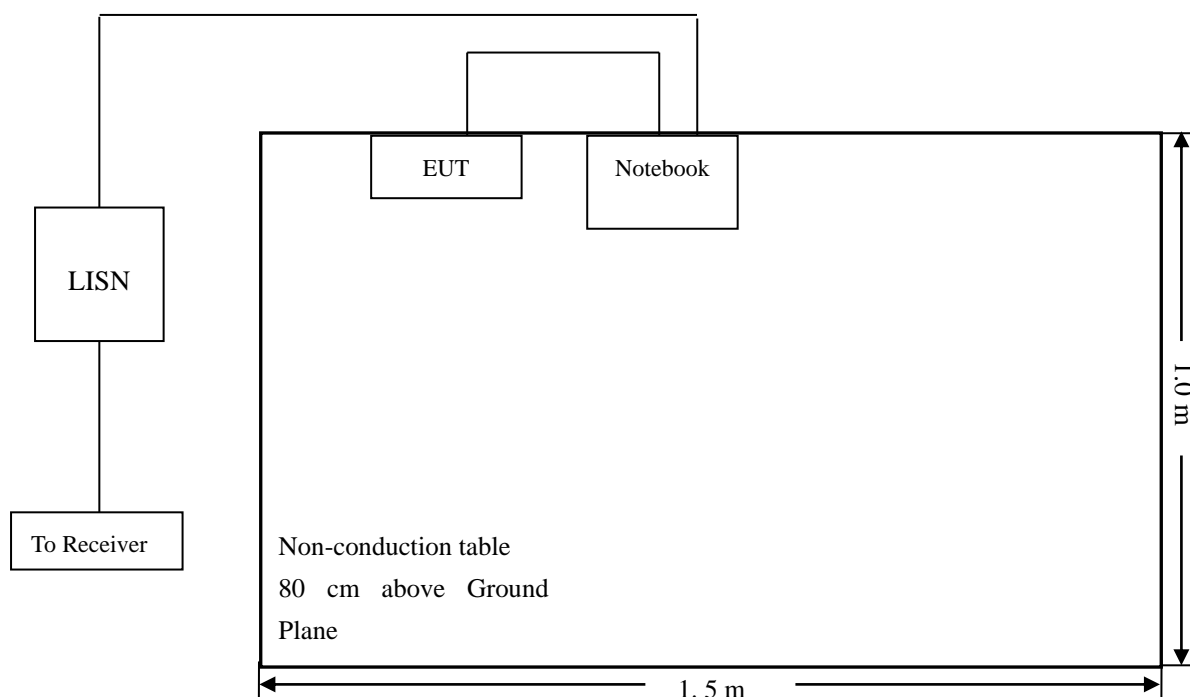 EUT
Notebook
LISN
1.0 m
To Receiver
Non-conduction table
80 cm above Ground
Plane
1. 5 m